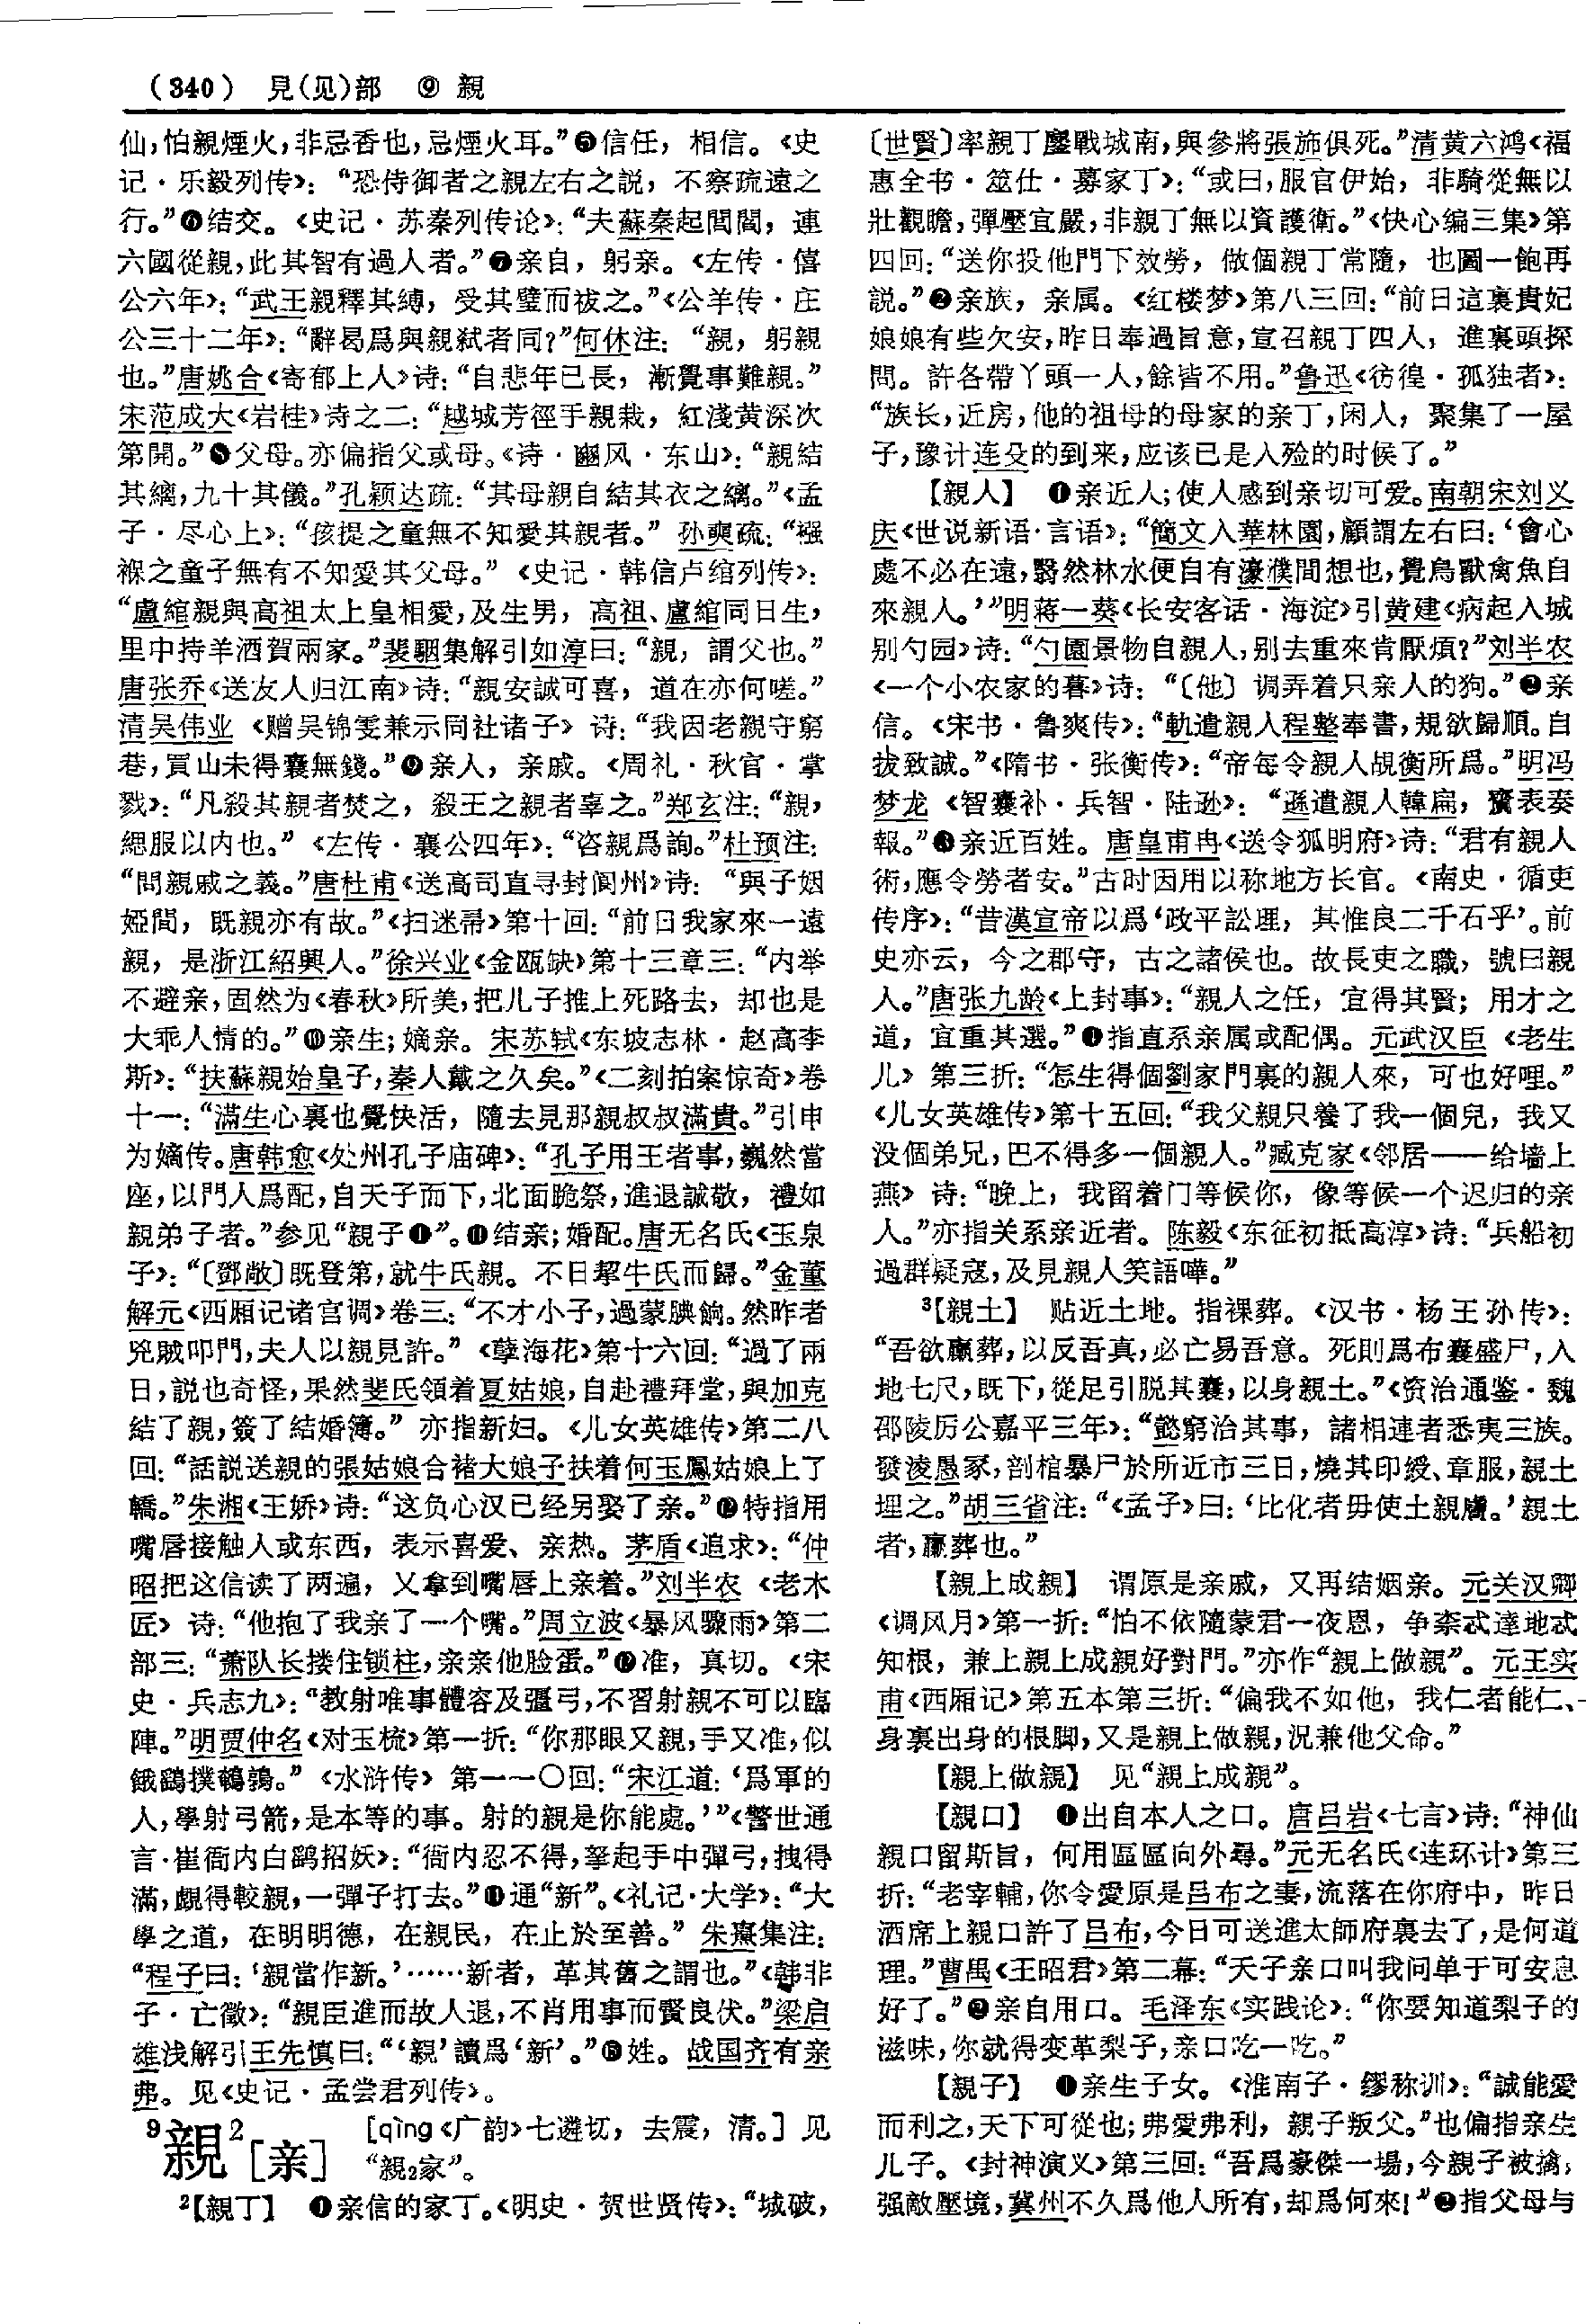 (340) 見(见)部 ⑨ 親
仙,怕親煙火,非忌香也,忌煙火耳。”❺信任，相信。《史
记·乐毅列传》：“恐侍御者之親左右之説，不察疏遠之
行。”❻结交。《史记·苏秦列传论》：“夫蘇秦起閭閻，連
六國從親,此其智有過人者。”❼亲自，躬亲。《左传·僖
公六年》：“武王親釋其縛，受其璧而祓之。”《公羊传·庄
公三十二年》：“辭曷爲與親弑者同?”何休注：“親，躬親
也。”唐姚合《寄郁上人》诗：“自悲年已長，漸覺事難親。”
宋范成大《岩桂》诗之二：“越城芳徑手親栽，紅淺黄深次
第開。”❽父母。亦偏指父或母。《诗·豳风·东山》：“親結
其縭,九十其儀。”孔颖达疏：“其母親自結其衣之縭。”《孟
子·尽心上》：“孩提之童無不知愛其親者。”孙奭疏：“襁
褓之童子無有不知愛其父母。”《史记·韩信卢绾列传》：
“盧綰親與高祖太上皇相愛,及生男，高祖、盧綰同日生，
里中持羊酒賀兩家。”裴駰集解引如淳曰：“親，謂父也。”
唐张乔《送友人归江南》诗：“親安誠可喜，道在亦何嗟。”
清吴伟业《赠吴锦雯兼示同社诸子》诗：“我因老親守窮
巷,買山未得囊無錢。”❾亲人，亲戚。《周礼·秋官·掌
戮》：“凡殺其親者焚之，殺王之親者辜之。”郑玄注：“親，
緦服以内也。”《左传·襄公四年》：“咨親爲詢。”杜预注：
“問親戚之義。”唐杜甫《送高司直寻封阆州》诗：“與子姻
婭間，既親亦有故。”《扫迷帚》第十回：“前日我家來一遠
親，是浙江紹興人。”徐兴业《金瓯缺》第十三章三：“内举
不避亲,固然为《春秋》所美,把儿子推上死路去，却也是
大乖人情的。”❿亲生;嫡亲。宋苏轼《东坡志林·赵高李
斯》：“扶蘇親始皇子,秦人戴之久矣。”《二刻拍案惊奇》卷
十一：“滿生心裏也覺快活，隨去見那親叔叔滿貴。”引申
为嫡传。唐韩愈《处州孔子庙碑》：“孔子用王者事,巍然當
座,以門人爲配,自天子而下,北面跪祭,進退誠敬，禮如
親弟子者。”参见“親子❶”。⓫结亲;婚配。唐无名氏《玉泉
子》：“〔鄧敞〕既登第,就牛氏親。不日挈牛氏而歸。”金董
解元《西厢记诸宫调》卷三：“不才小子,過蒙腆餉。然昨者
兇賊叩門,夫人以親見許。”《孽海花》第十六回：“過了兩
日,説也奇怪,果然斐氏領着夏姑娘,自赴禮拜堂,與加克
結了親,簽了結婚簿。”亦指新妇。《儿女英雄传》第二八
回：“話説送親的張姑娘合褚大娘子扶着何玉鳳姑娘上了
轎。”朱湘《王娇》诗：“这负心汉已经另娶了亲。”⓬特指用
嘴唇接触人或东西，表示喜爱、亲热。茅盾《追求》：“仲
昭把这信读了两遍，又拿到嘴唇上亲着。”刘半农《老木
匠》诗：“他抱了我亲了一个嘴。”周立波《暴风骤雨》第二
部三：“萧队长搂住锁柱,亲亲他脸蛋。”⓭准，真切。《宋
史·兵志九》：“教射唯事體容及彊弓,不習射親不可以臨
陣。”明贾仲名《对玉梳》第一折：“你那眼又親,手又准,似
餓鷂撲鵪鶉。”《水浒传》第一一〇回：“宋江道：‘爲軍的
人,學射弓箭,是本等的事。射的親是你能處。’”《警世通
言·崔衙内白鹞招妖》：“衙内忍不得,拏起手中彈弓,拽得
滿,覷得較親,一彈子打去。”⓮通“新”。《礼记·大学》：“大
學之道，在明明德，在親民，在止於至善。”朱熹集注：
“程子曰：‘親當作新。’……新者，革其舊之謂也。”《韩非
子·亡徵》：“親臣進而故人退,不肖用事而賢良伏。”梁启
雄浅解引王先慎曰：“‘親’讀爲‘新’。”⓯姓。战国齐有亲
弗。见《史记·孟尝君列传》。
⁹親²[亲] [qìng《广韵》七遴切，去震，清。]见
“親₂家”。
²【親丁】 ❶亲信的家丁。《明史·贺世贤传》：“城破，
〔世賢〕率親丁鏖戰城南,與參將張斾俱死。”清黄六鸿《福
惠全书·筮仕·募家丁》：“或曰,服官伊始，非騎從無以
壯觀瞻,彈壓宜嚴,非親丁無以資護衛。”《快心编三集》第
四回：“送你投他門下效勞，做個親丁常隨，也圖一飽再
説。”❷亲族，亲属。《红楼梦》第八三回：“前日這裏貴妃
娘娘有些欠安,昨日奉過旨意,宣召親丁四人，進裏頭探
問。許各帶丫頭一人,餘皆不用。”鲁迅《彷徨·孤独者》：
“族长,近房,他的祖母的母家的亲丁,闲人，聚集了一屋
子,豫计连殳的到来,应该已是入殓的时候了。”
【親人】 ❶亲近人;使人感到亲切可爱。南朝宋刘义
庆《世说新语·言语》：“簡文入華林園,顧謂左右曰：‘會心
處不必在遠,翳然林水便自有濠濮間想也,覺鳥獸禽魚自
來親人。’”明蒋一葵《长安客话·海淀》引黄建《病起入城
别勺园》诗：“勺園景物自親人,别去重來肯厭煩?”刘半农
《一个小农家的暮》诗：“〔他〕调弄着只亲人的狗。”❷亲
信。《宋书·鲁爽传》：“軌遣親人程整奉書,規欲歸順。自
拔致誠。”《隋书·张衡传》：“帝每令親人覘衡所爲。”明冯
梦龙《智囊补·兵智·陆逊》：“遜遣親人韓扁，齎表奏
報。”❸亲近百姓。唐皇甫冉《送令狐明府》诗：“君有親人
術,應令勞者安。”古时因用以称地方长官。《南史·循吏
传序》：“昔漢宣帝以爲‘政平訟理，其惟良二千石乎’。前
史亦云，今之郡守，古之諸侯也。故長吏之職，號曰親
人。”唐张九龄《上封事》：“親人之任，宜得其賢；用才之
道，宜重其選。”❹指直系亲属或配偶。元武汉臣《老生
儿》第三折：“怎生得個劉家門裏的親人來，可也好哩。”
《儿女英雄传》第十五回：“我父親只養了我一個兒，我又
没個弟兄,巴不得多一個親人。”臧克家《邻居——给墙上
燕》诗：“晚上，我留着门等候你，像等候一个迟归的亲
人。”亦指关系亲近者。陈毅《东征初抵高淳》诗：“兵船初
過群疑寇,及見親人笑語嘩。”
³【親土】 贴近土地。指裸葬。《汉书·杨王孙传》：
“吾欲臝葬,以反吾真,必亡易吾意。死則爲布囊盛尸,入
地七尺,既下,從足引脱其囊,以身親土。”《资治通鉴·魏
邵陵厉公嘉平三年》：“懿窮治其事，諸相連者悉夷三族。
發凌愚冢,剖棺暴尸於所近市三日,燒其印綬、章服,親土
埋之。”胡三省注：“《孟子》曰：‘比化者毋使土親膚。’親土
者,臝葬也。”
【親上成親】 谓原是亲戚，又再结姻亲。元关汉卿
《调风月》第一折：“怕不依隨蒙君一夜恩，争柰忒達地忒
知根，兼上親上成親好對門。”亦作“親上做親”。元王实
甫《西厢记》第五本第三折：“偏我不如他，我仁者能仁、
身裏出身的根脚,又是親上做親,況兼他父命。”
【親上做親】 见“親上成親”。
【親口】 ❶出自本人之口。唐吕岩《七言》诗：“神仙
親口留斯旨，何用區區向外尋。”元无名氏《连环计》第三
折：“老宰輔,你令愛原是吕布之妻,流落在你府中，昨日
酒席上親口許了吕布,今日可送進太師府裏去了,是何道
理。”曹禺《王昭君》第二幕：“天子亲口叫我问单于可安息
好了。”❷亲自用口。毛泽东《实践论》：“你要知道梨子的
滋味,你就得变革梨子,亲口吃一吃。”
【親子】 ❶亲生子女。《淮南子·缪称训》：“誠能愛
而利之,天下可從也;弗愛弗利，親子叛父。”也偏指亲生
儿子。《封神演义》第三回：“吾爲豪傑一場,今親子被擒，
强敵壓境,冀州不久爲他人所有,却爲何來!”❷指父母与